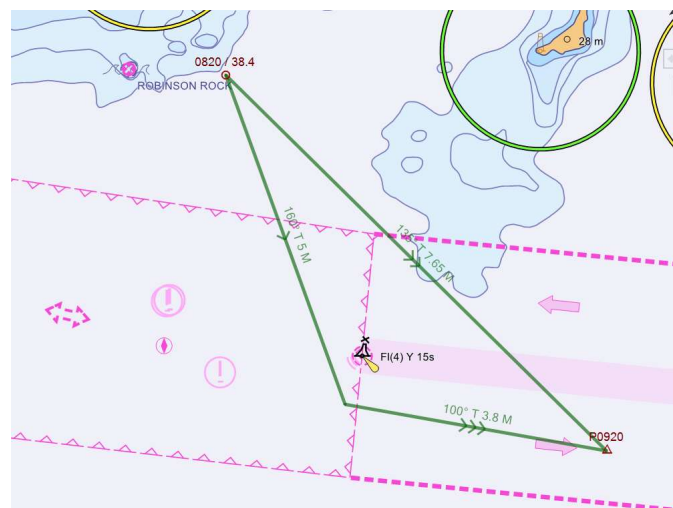 0820 / 38.4
28 m
ROBINSON ROCK
160° T 5 M
135° T 7.65 M
Fl(4) Y 15s
100° T 3.8 M
P0920